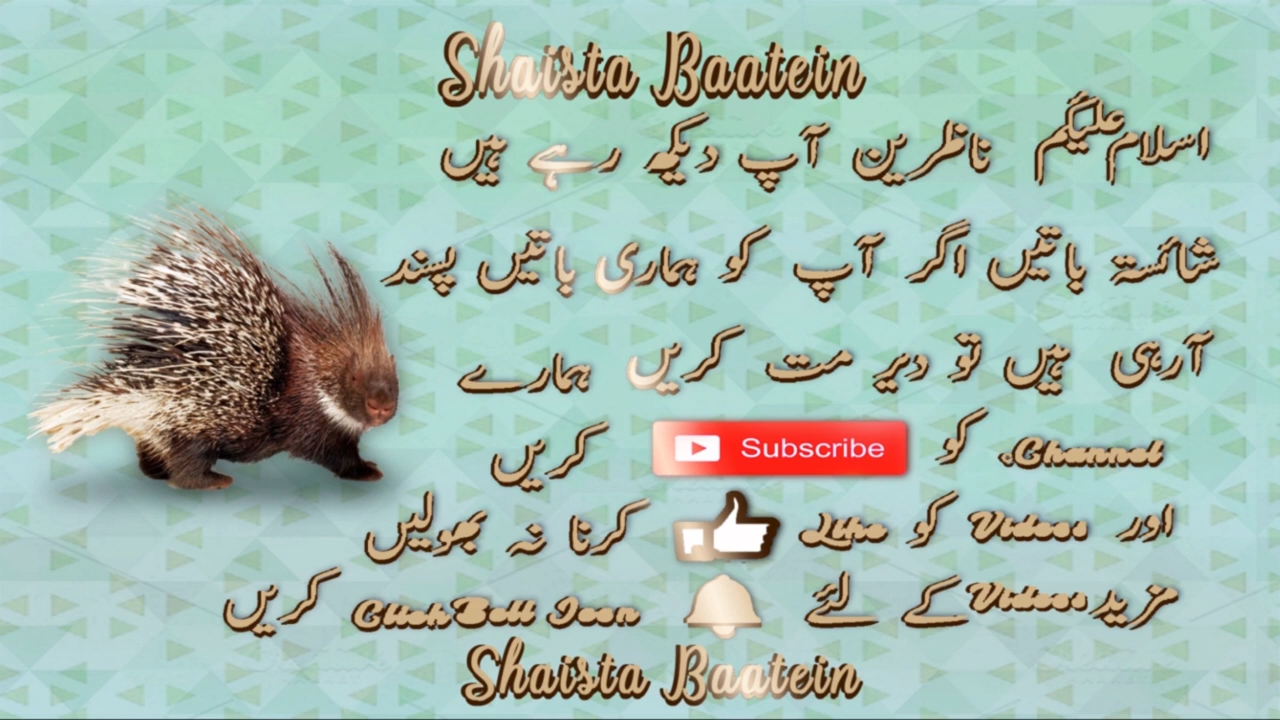 Shaista Baatein
اسلام علیکم ناظرین آپ دیکھ رہے ہیں
شائستہ باتیں اگر آپ کو ہماری باتیں پسند
آرہی ہیں تو دیر مت کریں ہمارے
Channel. کو Subscribe کریں
اور Videos کو Like کرنا نہ بھولیں
مزید Videos کے لئے Click Bell Icon کریں
Shaista Baatein